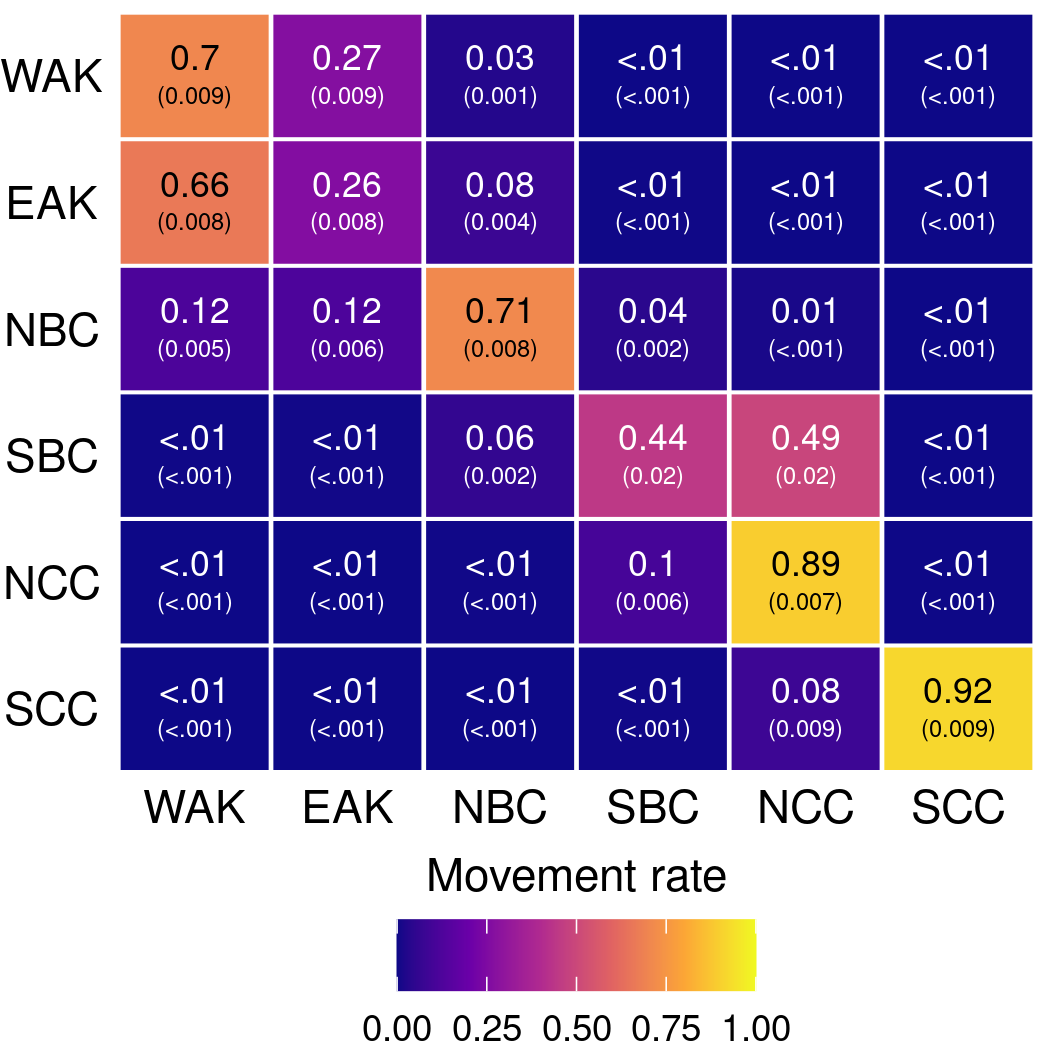 WAK 0.7 0.27 0.03 <.01 <.01 <.01
(0.009) (0.009) (0.001) (<.001) (<.001) (<.001)
EAK 0.66 0.26 0.08 <.01 <.01 <.01
(0.008) (0.008) (0.004) (<.001) (<.001) (<.001)
NBC 0.12 0.12 0.71 0.04 0.01 <.01
(0.005) (0.006) (0.008) (0.002) (<.001) (<.001)
SBC <.01 <.01 0.06 0.44 0.49 <.01
(<.001) (<.001) (0.002) (0.02) (0.02) (<.001)
NCC <.01 <.01 <.01 0.1 0.89 <.01
(<.001) (<.001) (<.001) (0.006) (0.007) (<.001)
SCC <.01 <.01 <.01 <.01 0.08 0.92
(<.001) (<.001) (<.001) (<.001) (0.009) (0.009)
WAK EAK NBC SBC NCC SCC
Movement rate
0.00 0.25 0.50 0.75 1.00